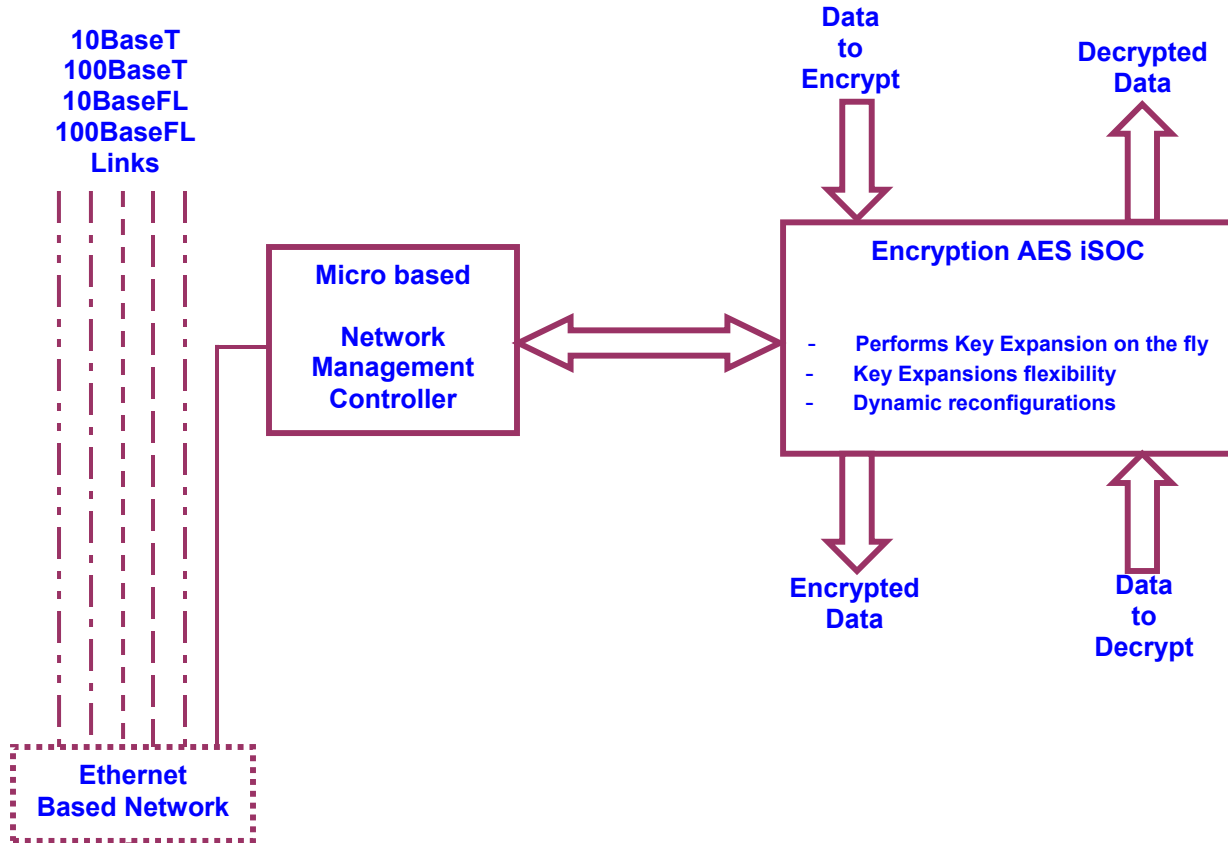 10BaseT
100BaseT
10BaseFL
100BaseFL
Links
Data
to
Encrypt
Decrypted
Data
Micro based
Network
Management
Controller
Encryption AES iSOC
- Performs Key Expansion on the fly
- Key Expansions flexibility
- Dynamic reconfigurations
Encrypted
Data
Data
to
Decrypt
Ethernet
Based Network